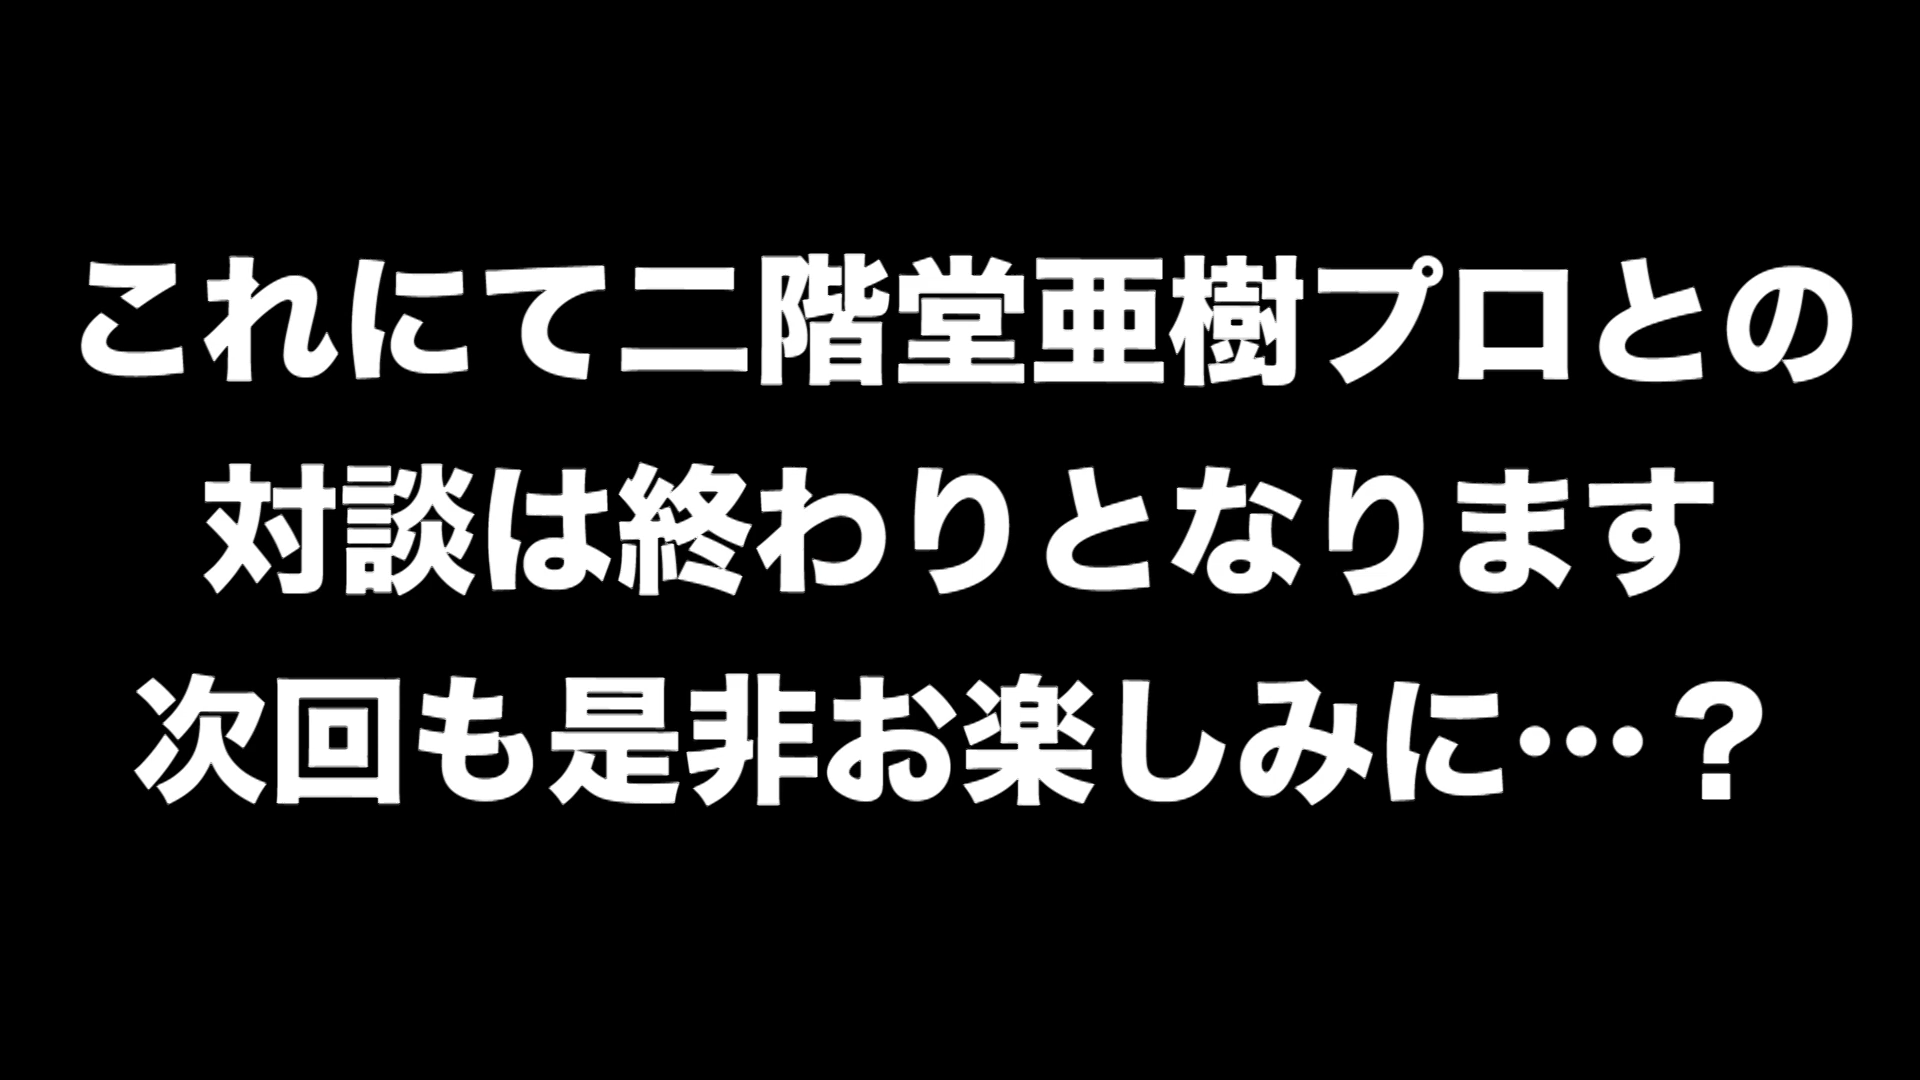 これにて二階堂亜樹プロとの
対談は終わりとなります
次回も是非お楽しみに…？